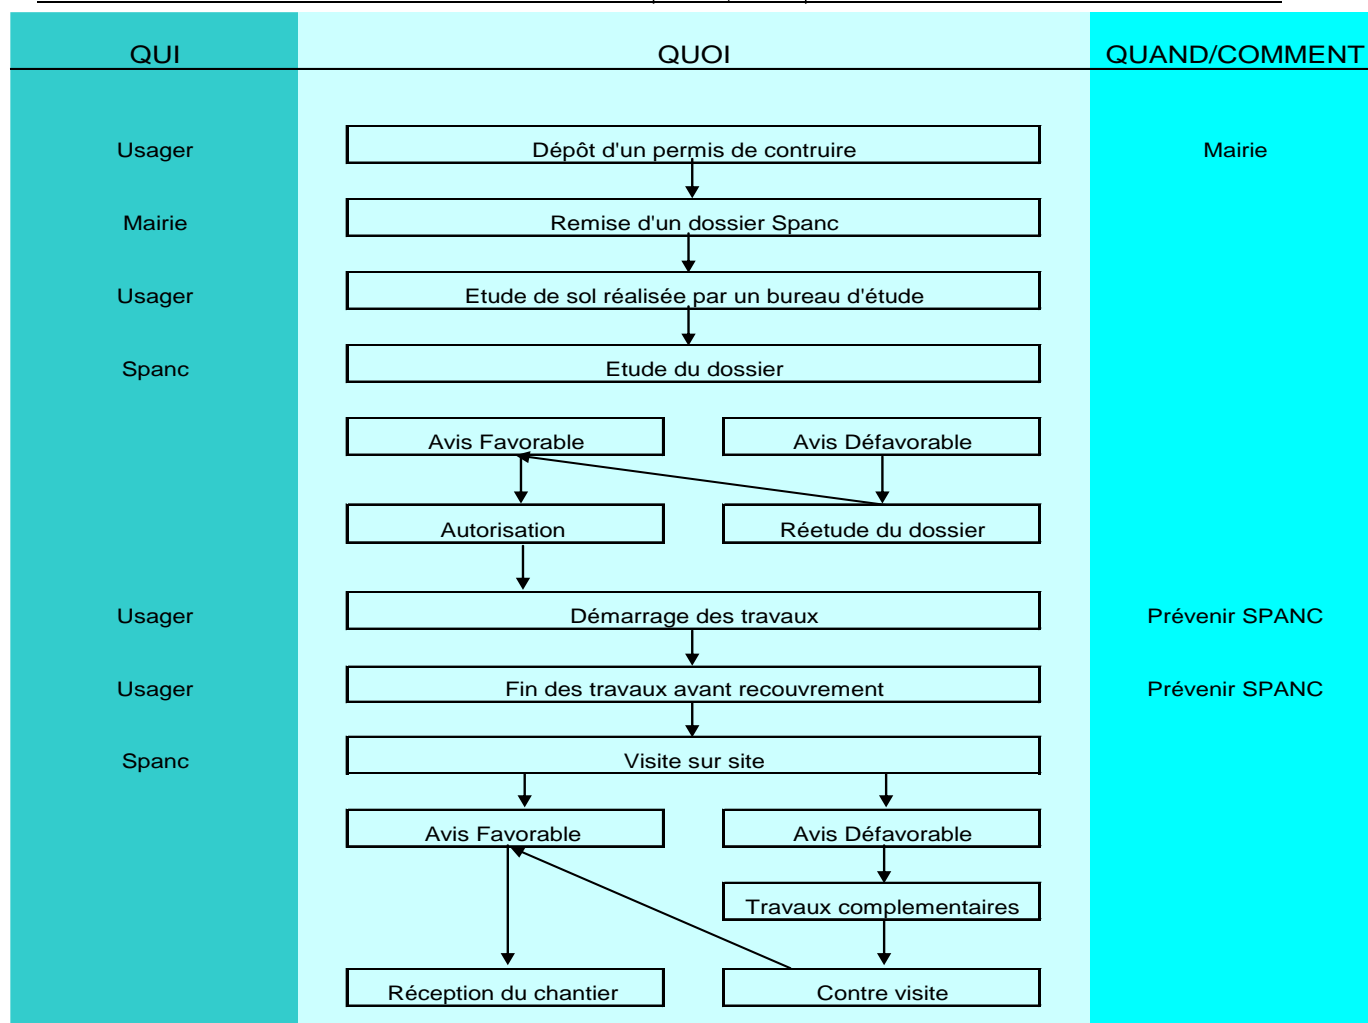 QUI QUOI QUAND/COMMENT
Usager Dépôt d'un permis de contruire Mairie
Mairie Remise d'un dossier Spanc
Usager Etude de sol réalisée par un bureau d'étude
Spanc Etude du dossier
Avis Favorable Avis Défavorable
Autorisation Réetude du dossier
Usager Démarrage des travaux Prévenir SPANC
Usager Fin des travaux avant recouvrement Prévenir SPANC
Spanc Visite sur site
Avis Favorable Avis Défavorable
Travaux complementaires
Réception du chantier Contre visite